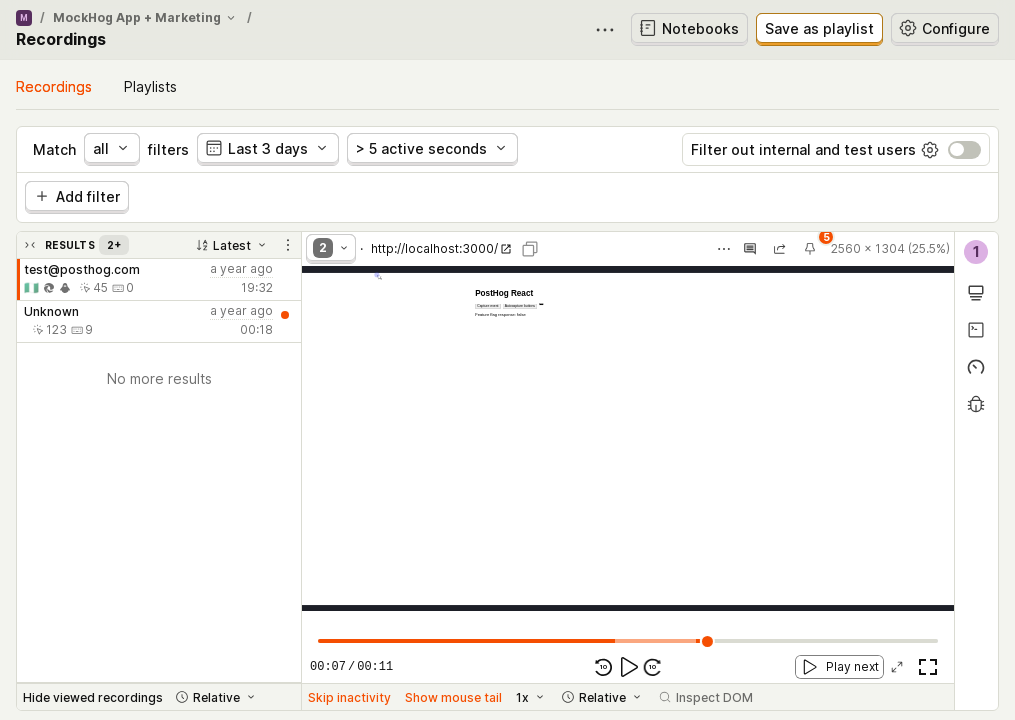 M / MockHog App + Marketing /
Recordings
Notebooks
Save as playlist
Configure
Recordings
Playlists
Match all filters Last 3 days > 5 active seconds
Filter out internal and test users
Add filter
RESULTS 2+
Latest
test@posthog.com
a year ago
45 0
19:32
Unknown
a year ago
123 9
00:18
No more results
Hide viewed recordings
Relative
2 · http://localhost:3000/
5
2560 × 1304 (25.5%)
PostHog React
Capture event Autocapture buttons
Feature flag response: false
00:07 / 00:11
10
10
Play next
Skip inactivity
Show mouse tail
1x
Relative
Inspect DOM
1